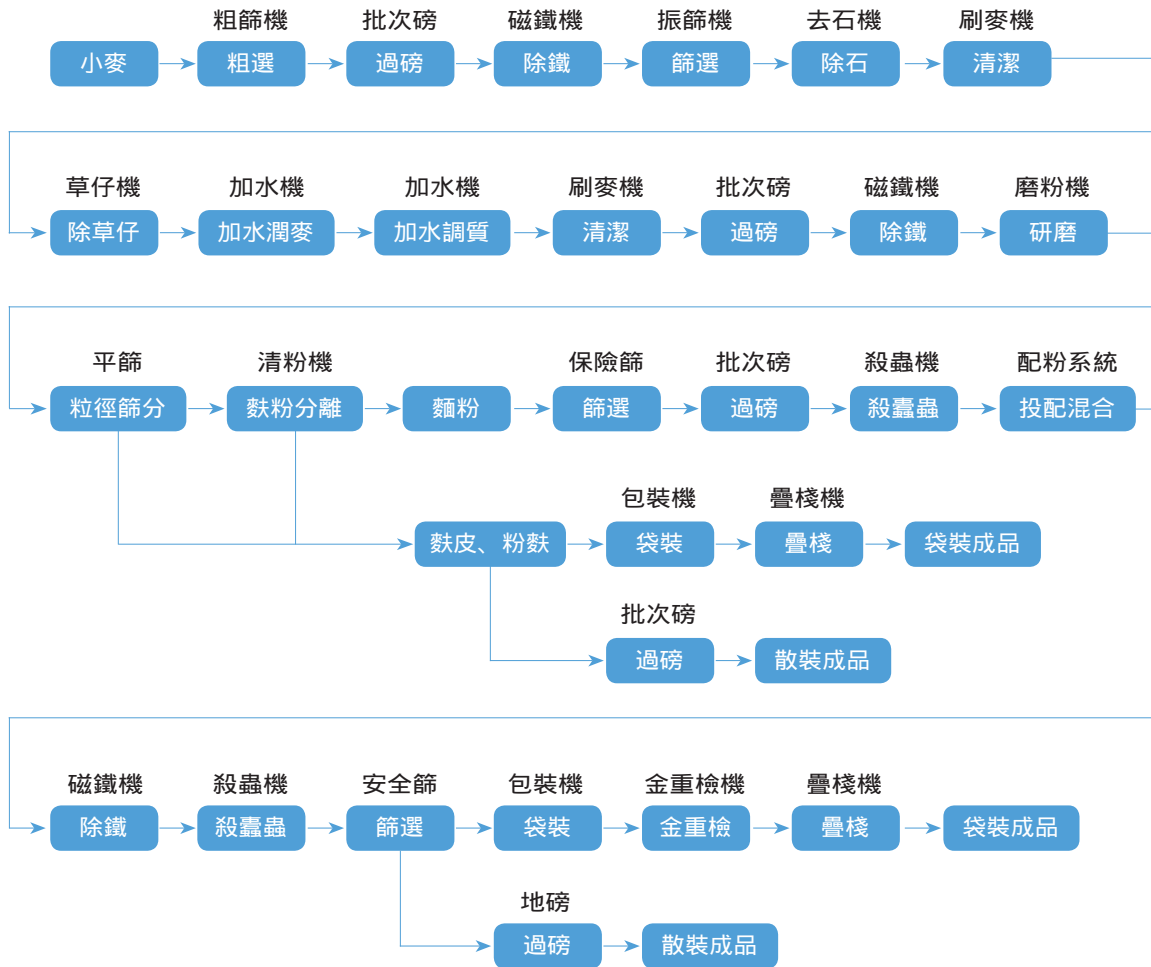 粗篩機 批次磅 磁鐵機 振篩機 去石機 刷麥機
小麥 粗選 過磅 除鐵 篩選 除石 清潔
草仔機 加水機 加水機 刷麥機 批次磅 磁鐵機 磨粉機
除草仔 加水潤麥 加水調質 清潔 過磅 除鐵 研磨
平篩 清粉機 保險篩 批次磅 殺蟲機 配粉系統
粒徑篩分 麩粉分離 麵粉 篩選 過磅 殺蠹蟲 投配混合
包裝機 疊棧機
麩皮、粉麩 袋裝 疊棧 袋裝成品
批次磅
過磅 散裝成品
磁鐵機 殺蟲機 安全篩 包裝機 金重檢機 疊棧機
除鐵 殺蠹蟲 篩選 袋裝 金重檢 疊棧 袋裝成品
地磅
過磅 散裝成品